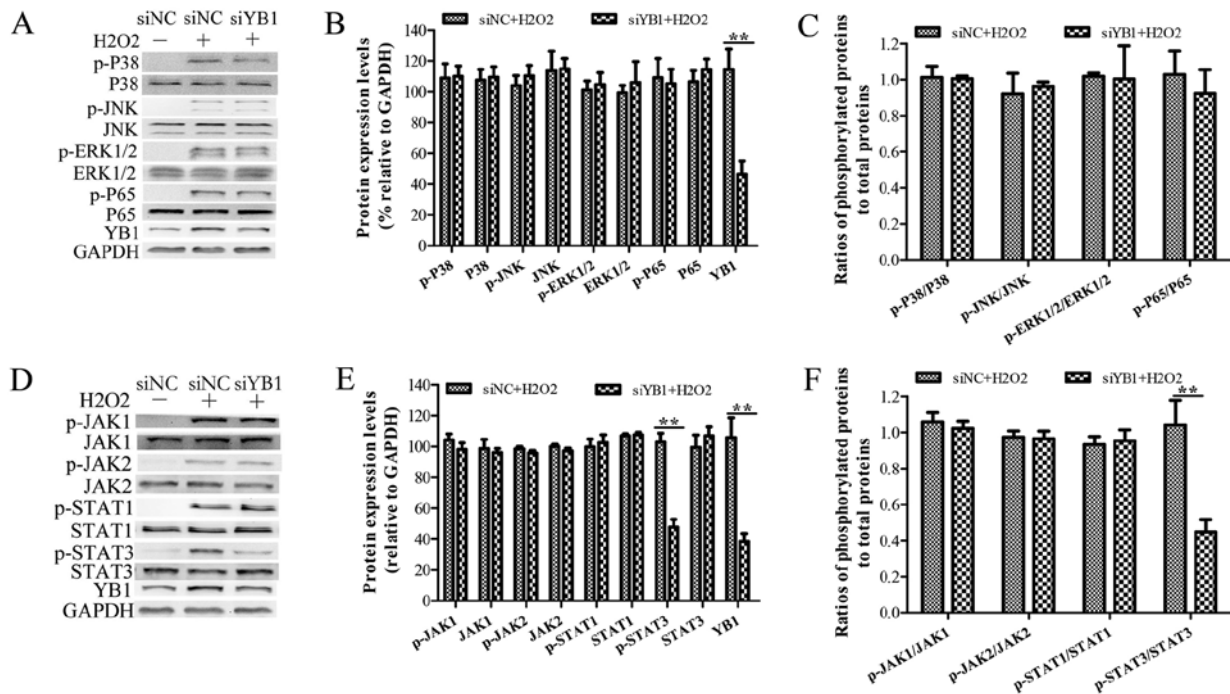 A
siNC siNC siYB1
H2O2 − + +
p-P38
P38
p-JNK
JNK
p-ERK1/2
ERK1/2
p-P65
P65
YB1
GAPDH
B
siNC+H2O2 siYB1+H2O2
**
Protein expression levels
(% relative to GAPDH)
140
120
100
80
60
40
20
0
p-P38 P38 p-JNK JNK p-ERK1/2 ERK1/2 p-P65 P65 YB1
C
siNC+H2O2 siYB1+H2O2
Ratios of phosphorylated proteins
to total proteins
1.2
1.0
0.8
0.6
0.4
0.2
0.0
p-P38/P38 p-JNK/JNK p-ERK1/2/ERK1/2 p-P65/P65
D
siNC siNC siYB1
H2O2 − + +
p-JAK1
JAK1
p-JAK2
JAK2
p-STAT1
STAT1
p-STAT3
STAT3
YB1
GAPDH
E
siNC+H2O2 siYB1+H2O2
** **
Protein expression levels
(relative to GAPDH)
140
120
100
80
60
40
20
0
p-JAK1 JAK1 p-JAK2 JAK2 p-STAT1 STAT1 p-STAT3 STAT3 YB1
F
siNC+H2O2 siYB1+H2O2
**
Ratios of phosphorylated proteins
to total proteins
1.4
1.2
1.0
0.8
0.6
0.4
0.2
0.0
p-JAK1/JAK1 p-JAK2/JAK2 p-STAT1/STAT1 p-STAT3/STAT3